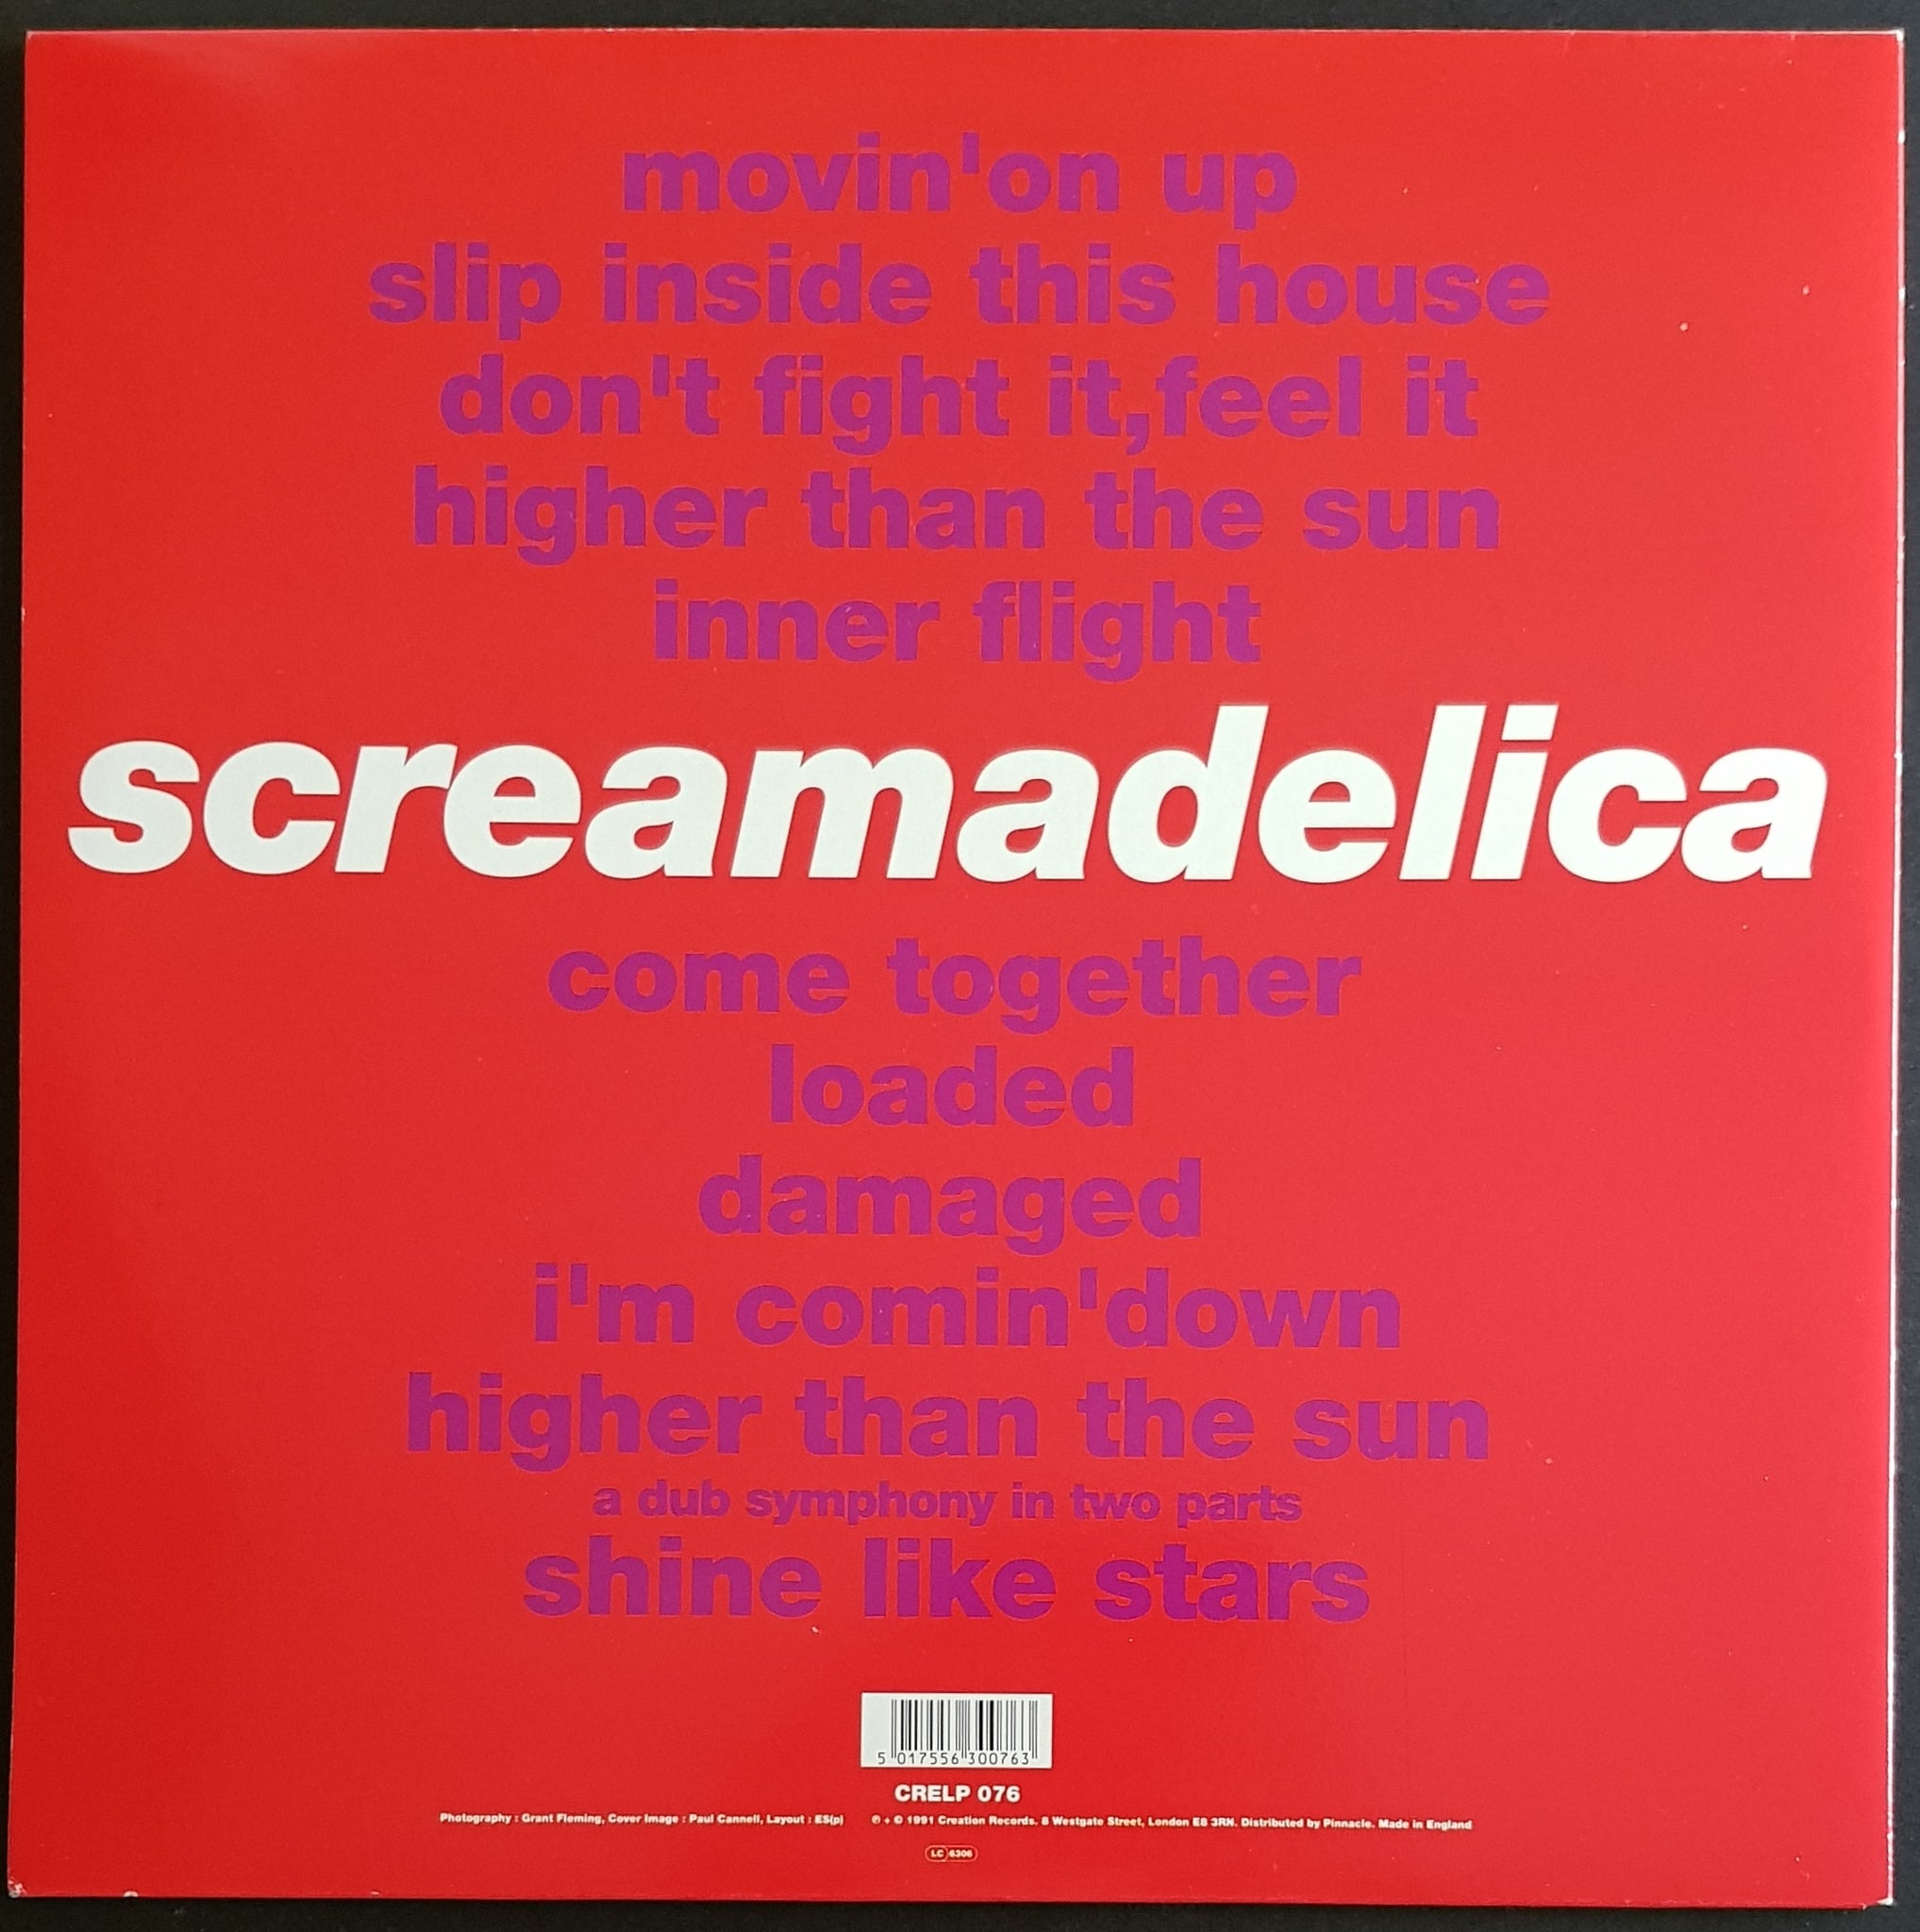 movin'on up
slip inside this house
don't fight it,feel it
higher than the sun
inner flight
screamadelica
come together
loaded
damaged
i'm comin'down
higher than the sun
a dub symphony in two parts
shine like stars
5 017556 300763
CRELP 076
Photography : Grant Fleming, Cover Image : Paul Cannell, Layout : ES(p) ℗ + © 1991 Creation Records. 8 Westgate Street, London E8 3RN. Distributed by Pinnacle. Made in England
LC 6306